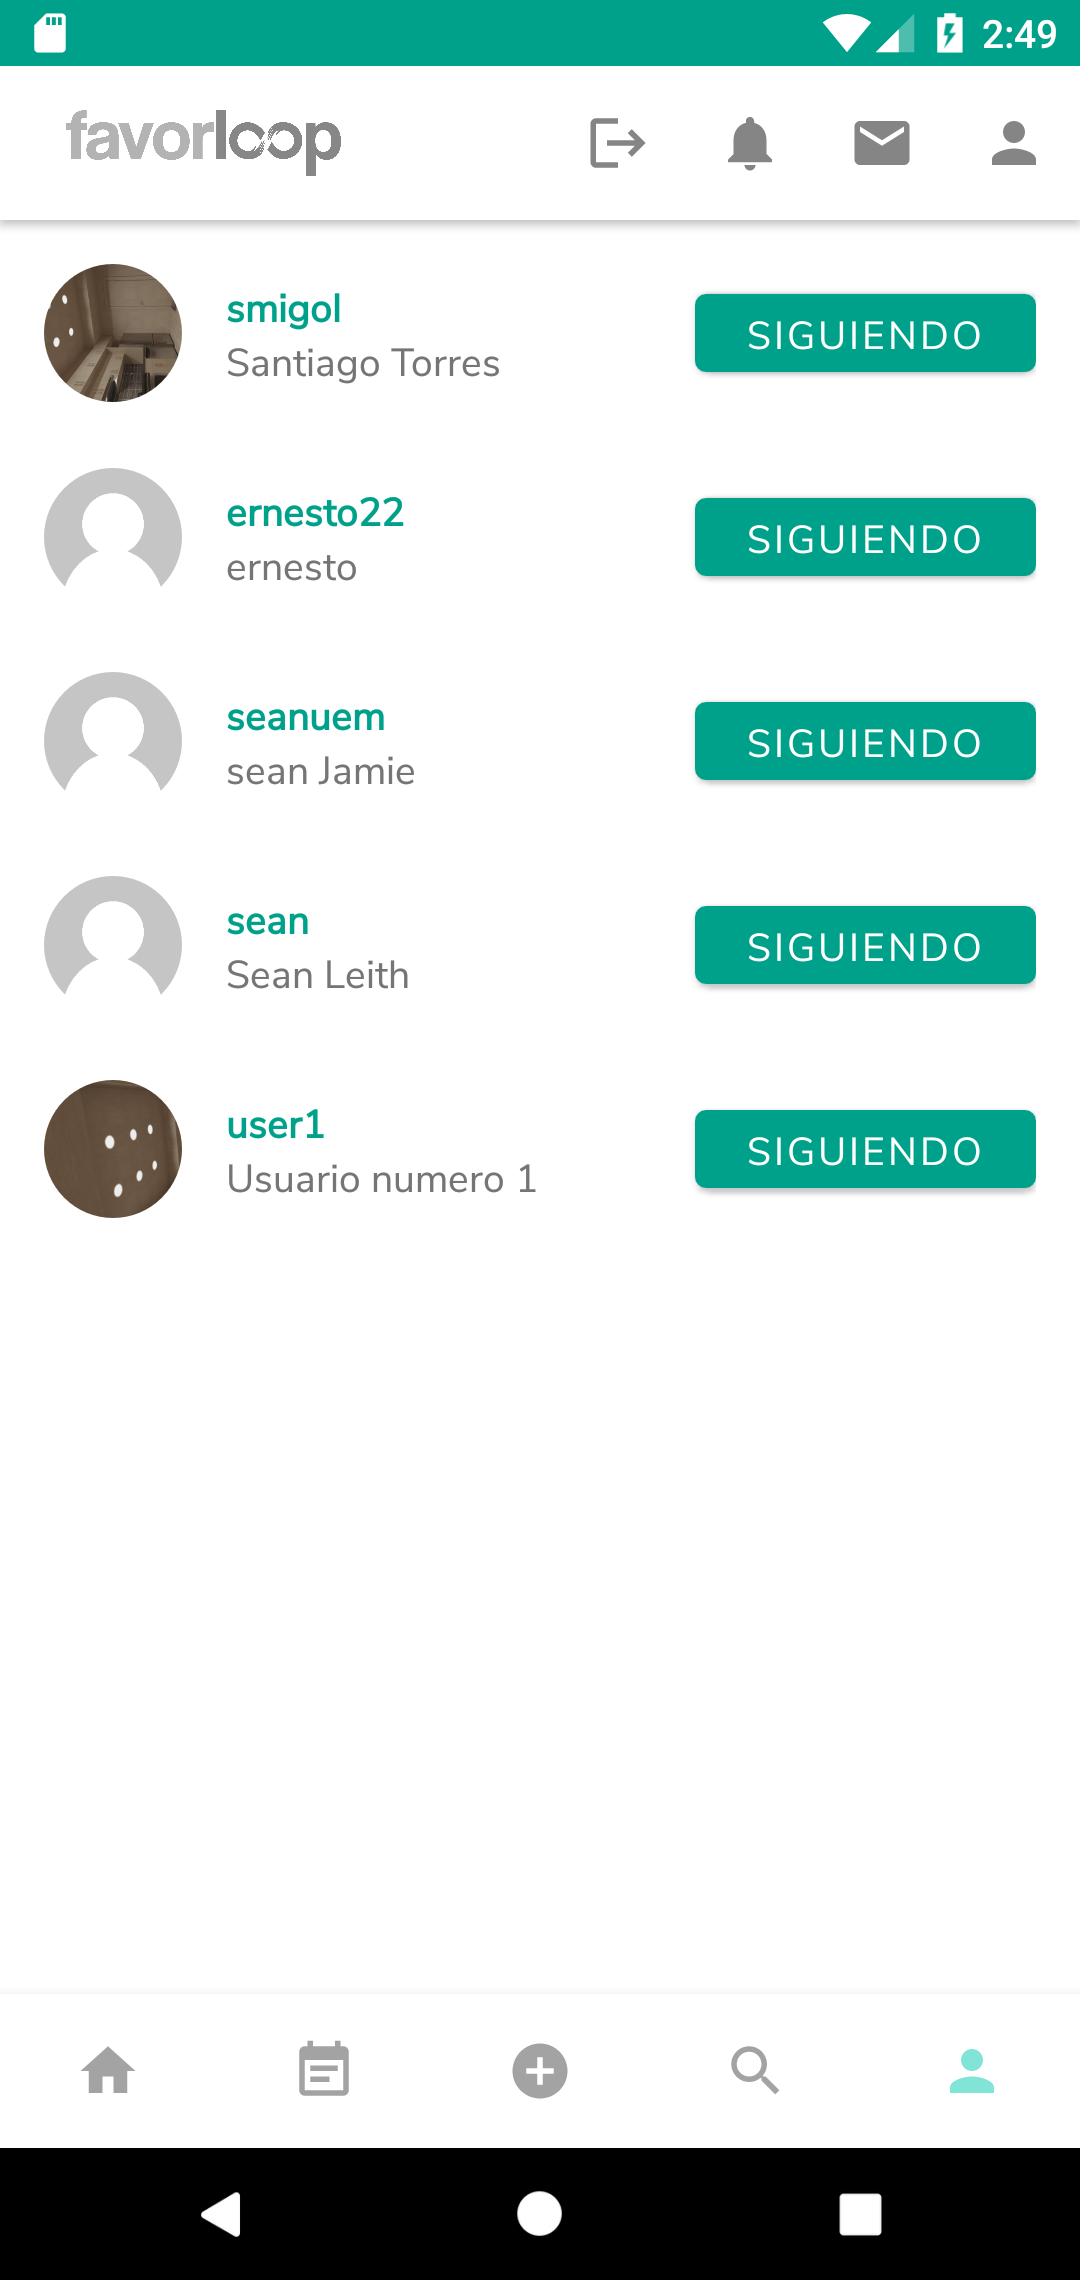 2:49
favorloop
smigol
Santiago Torres
SIGUIENDO
ernesto22
ernesto
SIGUIENDO
seanuem
sean Jamie
SIGUIENDO
sean
Sean Leith
SIGUIENDO
user1
Usuario numero 1
SIGUIENDO